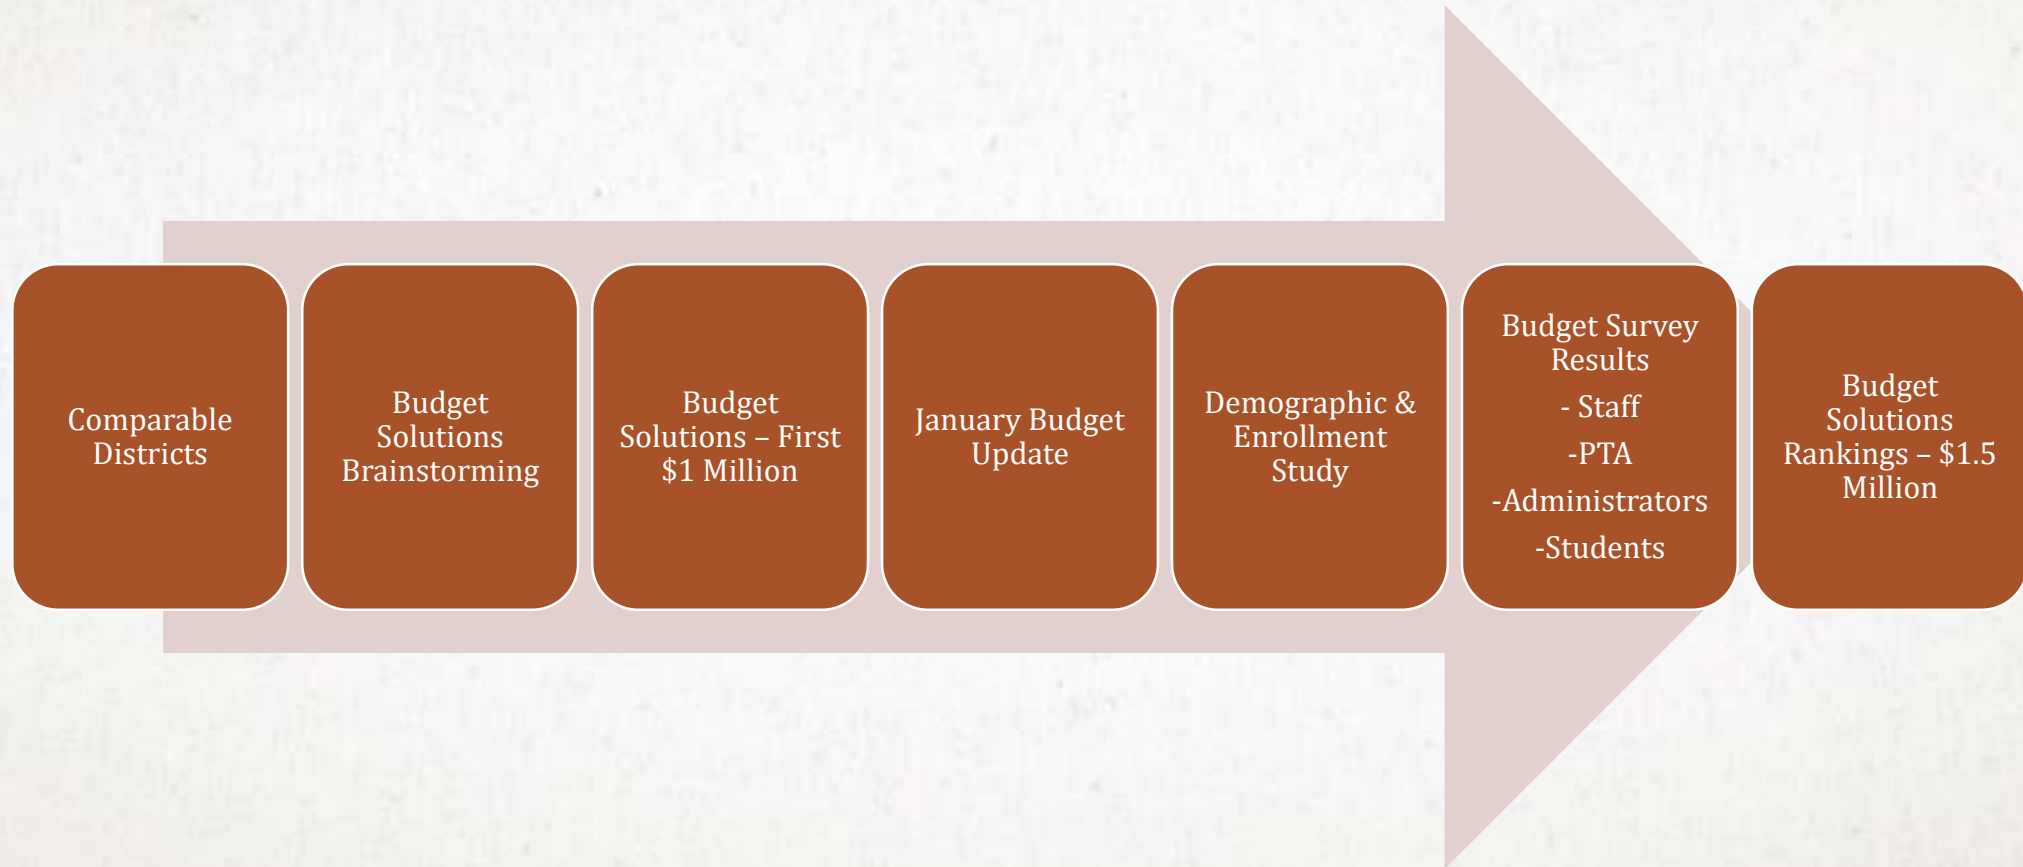 Comparable
Districts
Budget
Solutions
Brainstorming
Budget
Solutions – First
$1 Million
January Budget
Update
Demographic &
Enrollment
Study
Budget Survey
Results
- Staff
-PTA
-Administrators
-Students
Budget
Solutions
Rankings – $1.5
Million